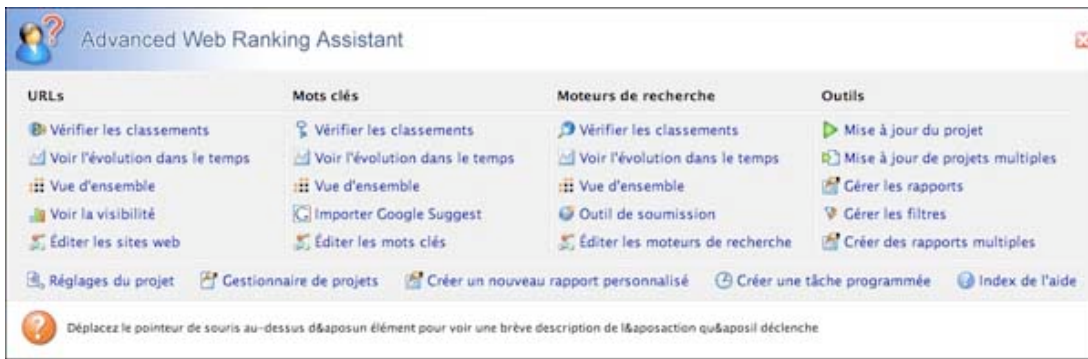 Advanced Web Ranking Assistant
URLs Mots clés Moteurs de recherche Outils
Vérifier les classements Vérifier les classements Vérifier les classements Mise à jour du projet
Voir l'évolution dans le temps Voir l'évolution dans le temps Voir l'évolution dans le temps Mise à jour de projets multiples
Vue d'ensemble Vue d'ensemble Vue d'ensemble Gérer les rapports
Voir la visibilité Importer Google Suggest Outil de soumission Gérer les filtres
Éditer les sites web Éditer les mots clés Éditer les moteurs de recherche Créer des rapports multiples
Réglages du projet Gestionnaire de projets Créer un nouveau rapport personnalisé Créer une tâche programmée Index de l'aide
Déplacez le pointeur de souris au-dessus d&aposun élément pour voir une brève description de l&aposaction qu&aposil déclenche